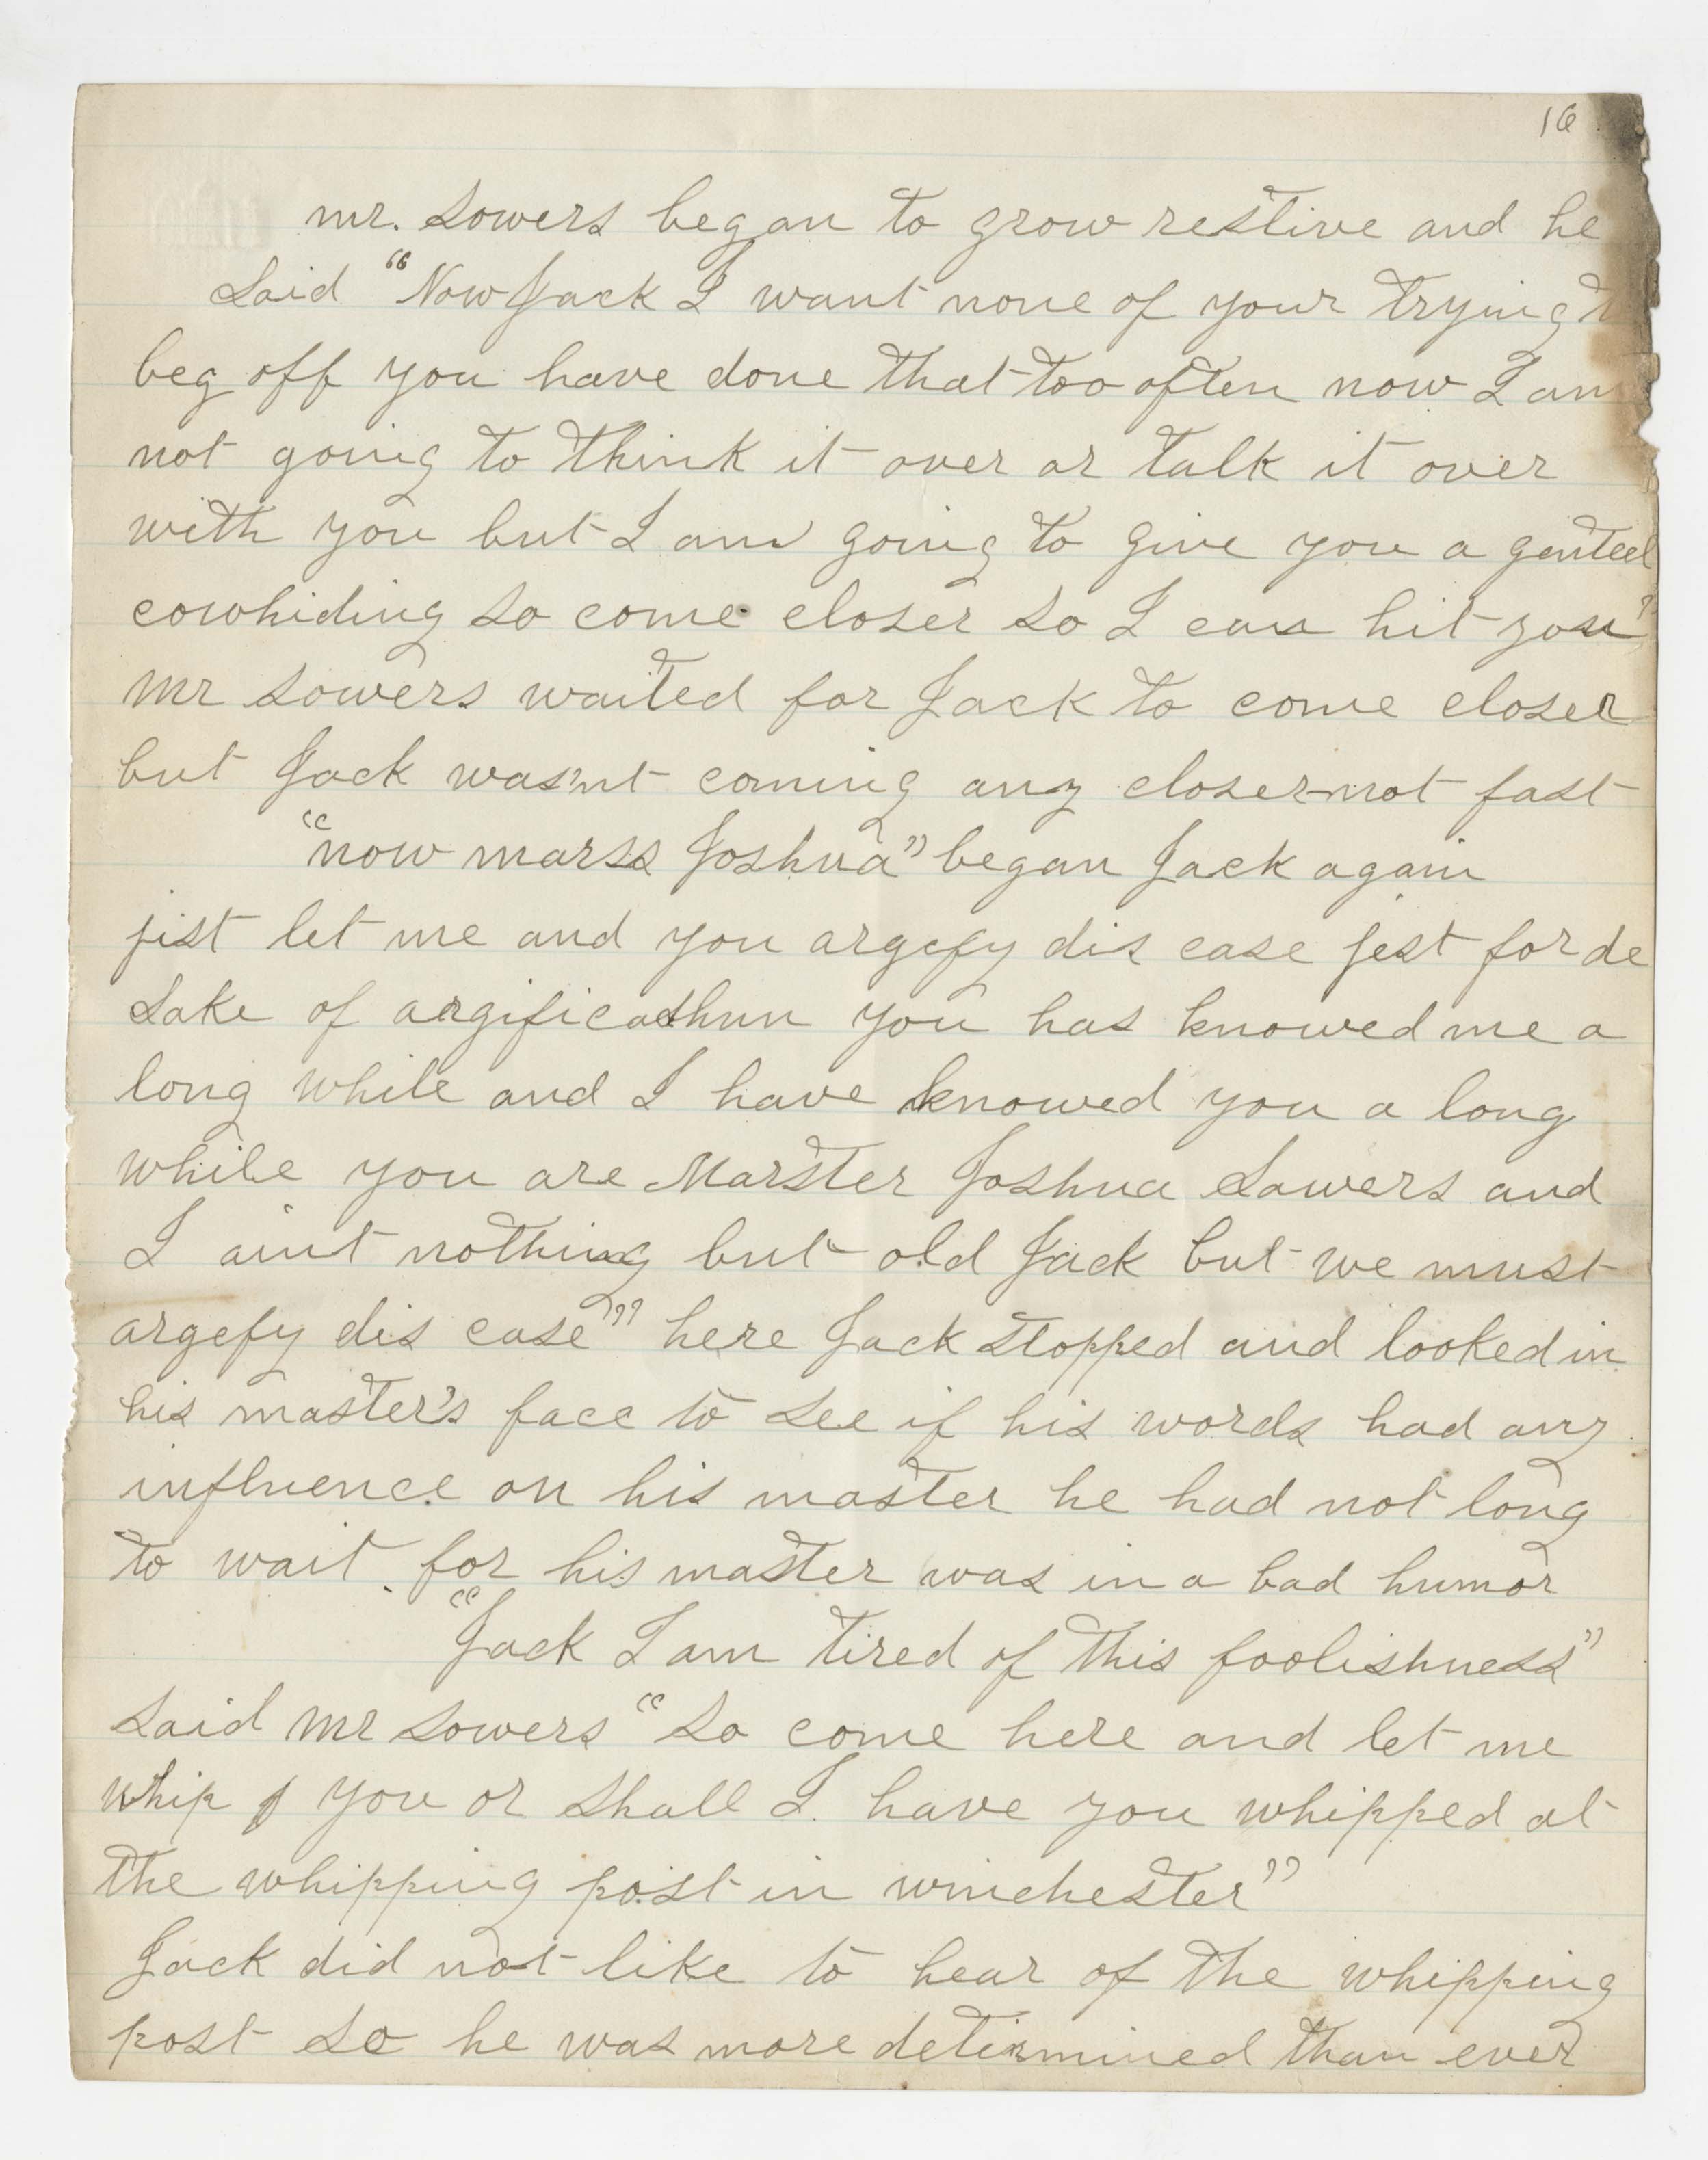 16
mr. Sowers began to grow restive and he
said "Now Jack I want none of your trying t
beg off you have done that too often now I am
not going to think it over or talk it over
with you but I am going to give you a genteel
cowhiding so come closer so I can hit you"
Mr Sowers waited for Jack to come closer
but Jack was'nt coming any closer not fast
"now marss Joshua" began Jack again
jist let me and you argefy dis case jest for de
sake of argificashun you has knowed me a
long while and I have knowed you a long
while you are Marster Joshua Sowers and
I aint nothing but old Jack but we must
argefy dis case" here Jack stopped and looked in
his master's face to see if his words had any
influence on his master he had not long
to wait for his master was in a bad humor
"Jack I am tired of this foolishness"
said Mr Sowers "so come here and let me
whip you or shall I have you whipped at
the whipping post in winchester"
Jack did not like to hear of the whipping
post so he was more determined than ever